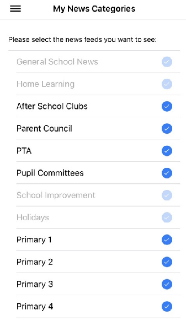 My News Categories
Please select the news feeds you want to see:
General School News
Home Learning
After School Clubs
Parent Council
PTA
Pupil Committees
School Improvement
Holidays
Primary 1
Primary 2
Primary 3
Primary 4